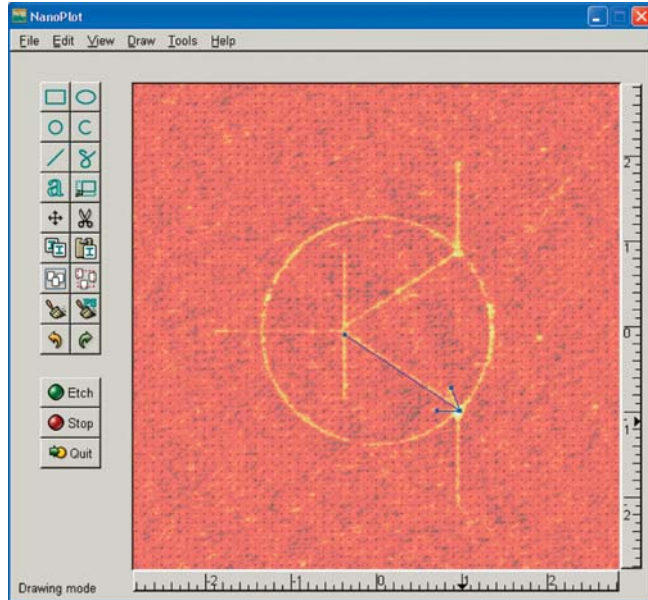 NanoPlot
File Edit View Draw Tools Help
a
Etch
Stop
Quit
2
1
0
-1
-2
-2 -1 0 1 2
Drawing mode